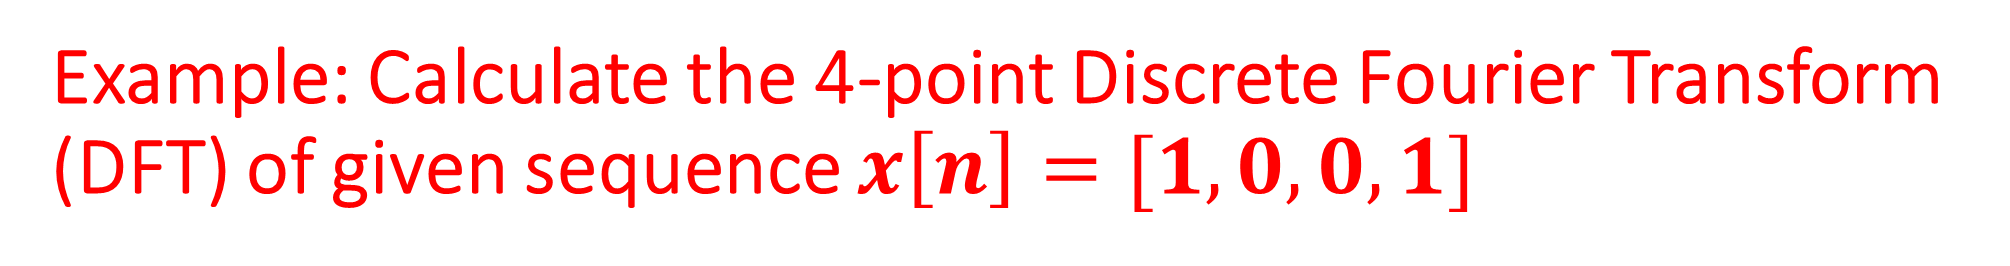 Example: Calculate the 4-point Discrete Fourier Transform
(DFT) of given sequence x[n] = [1, 0, 0, 1]